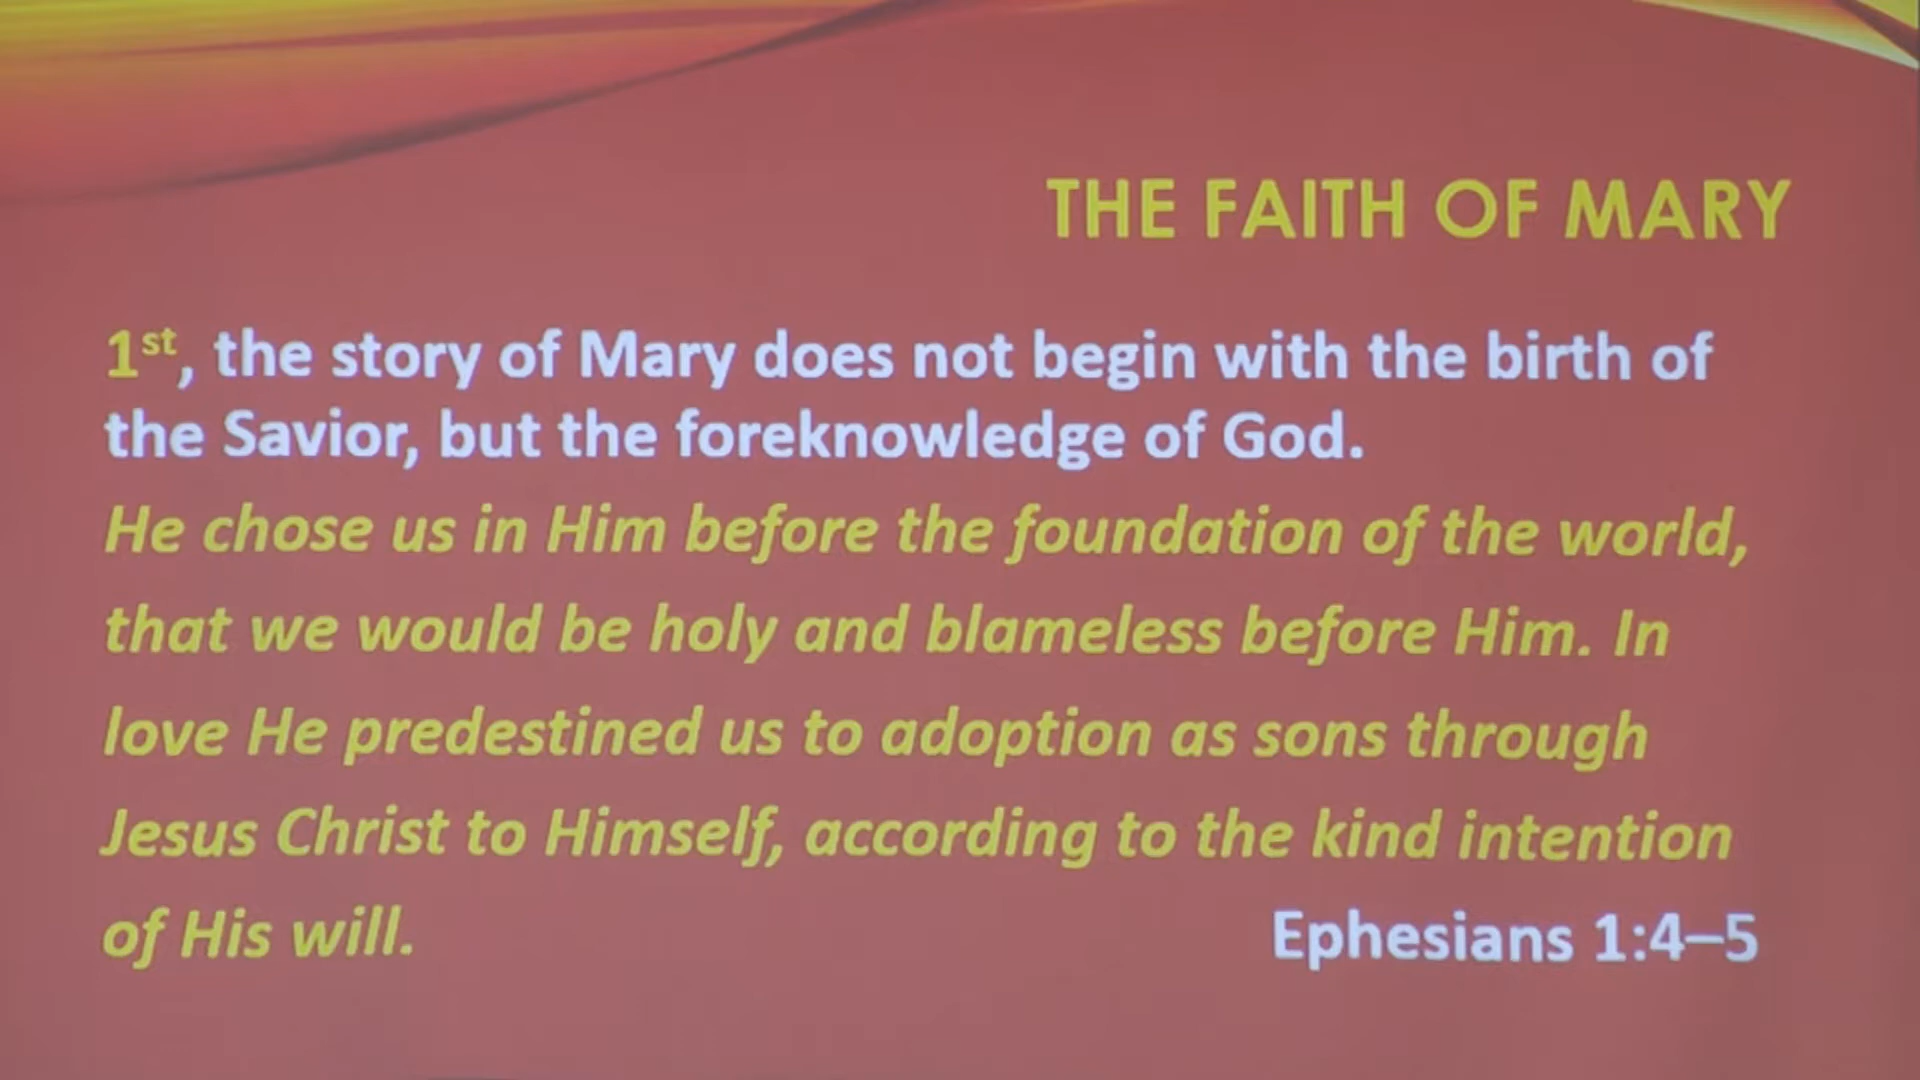 THE FAITH OF MARY
1st, the story of Mary does not begin with the birth of
the Savior, but the foreknowledge of God.
He chose us in Him before the foundation of the world,
that we would be holy and blameless before Him. In
love He predestined us to adoption as sons through
Jesus Christ to Himself, according to the kind intention
of His will. Ephesians 1:4–5